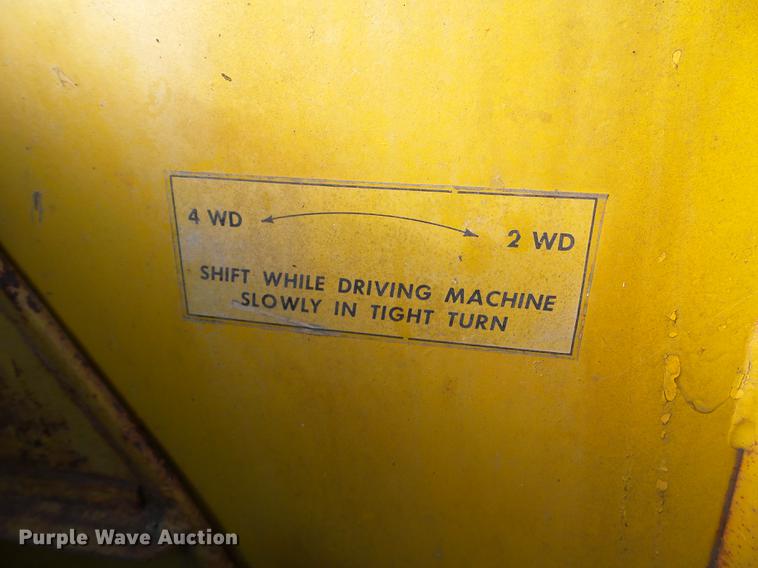 4 WD 2 WD
SHIFT WHILE DRIVING MACHINE
SLOWLY IN TIGHT TURN
Purple Wave Auction